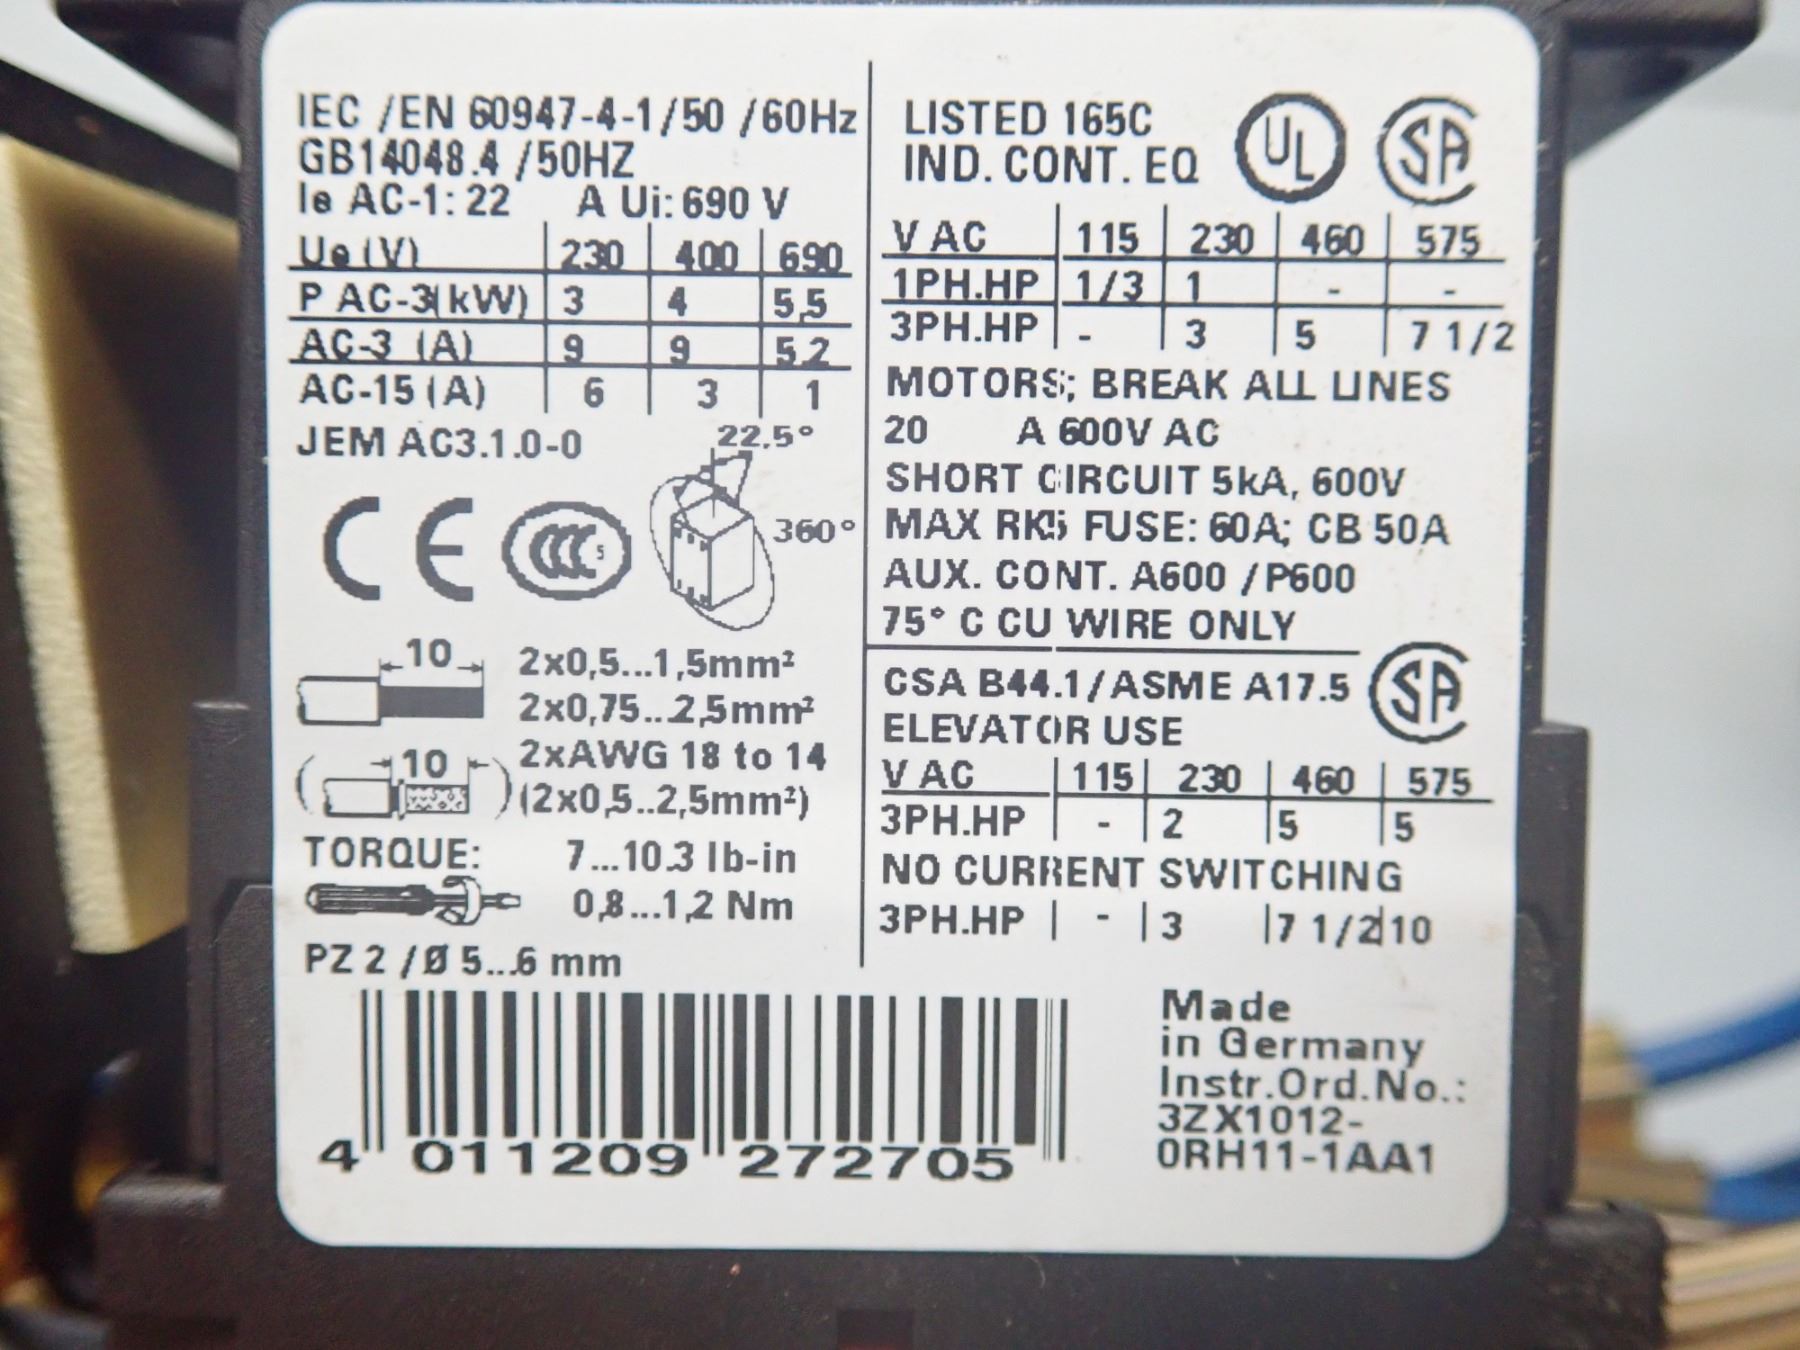 IEC /EN 60947-4-1/50 /60Hz
GB14048.4 /50HZ
Ie AC-1: 22 A Ui: 690 V
Ue (V) 230 400 690
P AC-3(kW) 3 4 5,5
AC-3 (A) 9 9 5,2
AC-15 (A) 6 3 1
JEM AC3.1.0-0
22.5°
360°
CE CCC S
10 2x0,5...1,5mm²
2x0,75...2,5mm²
2xAWG 18 to 14
( 10 ) (2x0,5..2,5mm²)
TORQUE: 7...10.3 lb-in
0,8...1,2 Nm
PZ 2 /Ø 5...6 mm
4 011209 272705
LISTED 165C
IND. CONT. EQ
UL SA
V AC 115 230 460 575
1PH.HP 1/3 1 - -
3PH.HP - 3 5 7 1/2
MOTORS; BREAK ALL LINES
20 A 600V AC
SHORT CIRCUIT 5kA, 600V
MAX RK5 FUSE: 60A; CB 50A
AUX. CONT. A600 /P600
75° C CU WIRE ONLY
CSA B44.1/ASME A17.5 SA
ELEVATOR USE
V AC 115 230 460 575
3PH.HP - 2 5 5
NO CURRENT SWITCHING
3PH.HP - 3 7 1/2 10
Made
in Germany
Instr.Ord.No.:
3ZX1012-
0RH11-1AA1